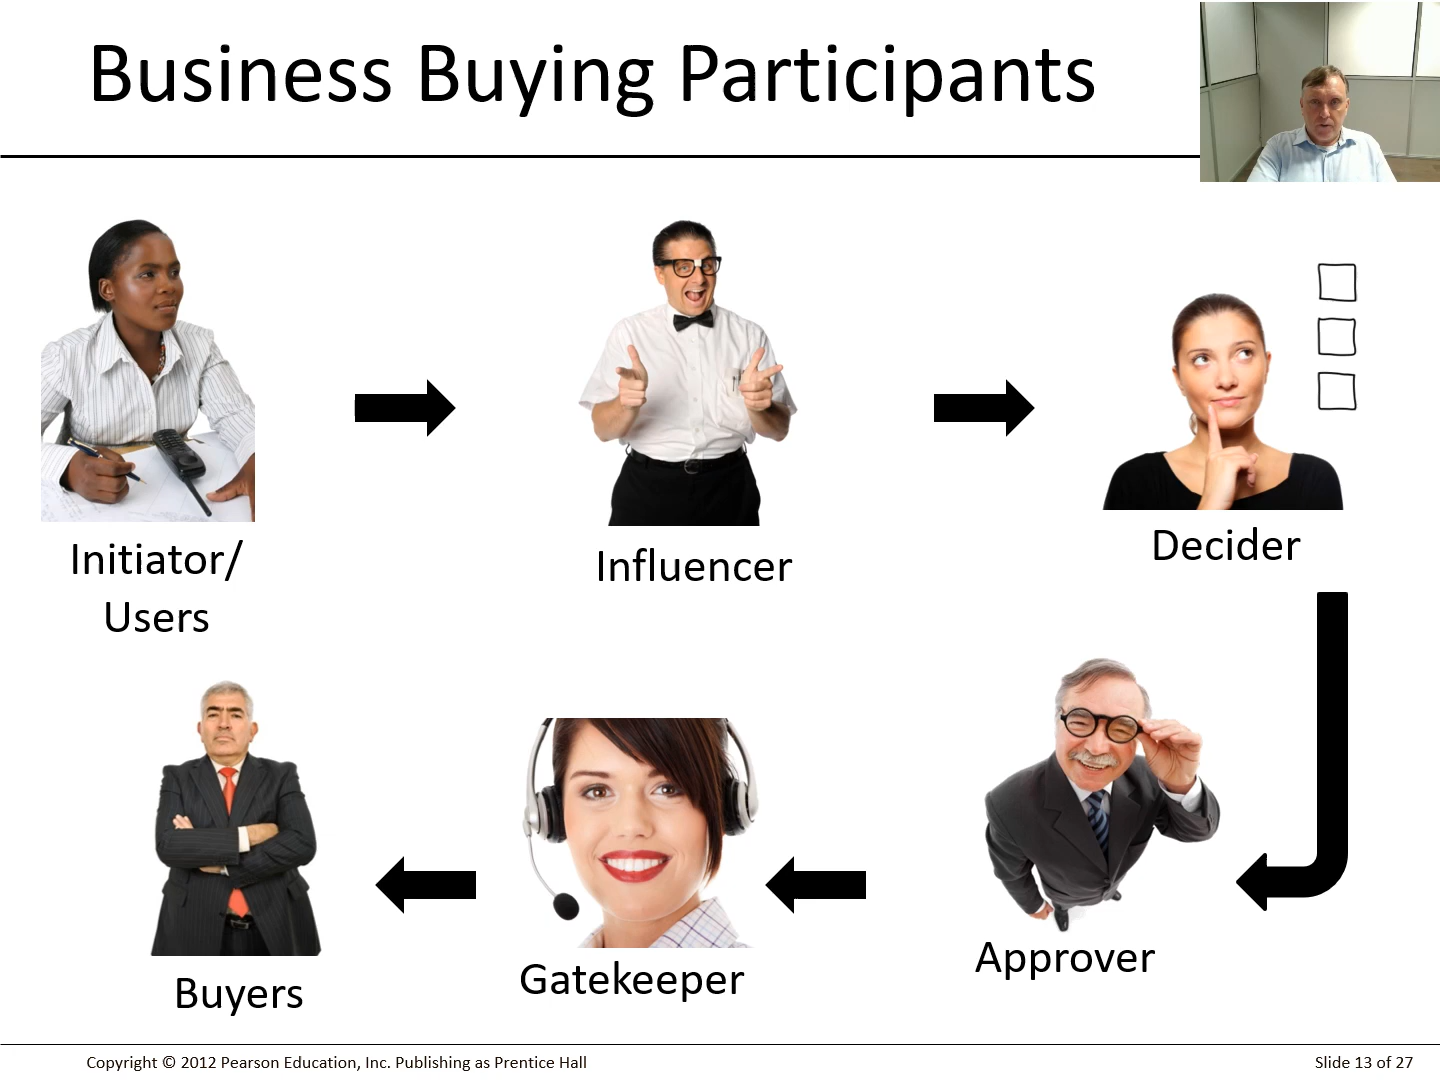 Business Buying Participants
Initiator/
Users
Influencer
Decider
Approver
Gatekeeper
Buyers
Copyright © 2012 Pearson Education, Inc. Publishing as Prentice Hall
Slide 13 of 27